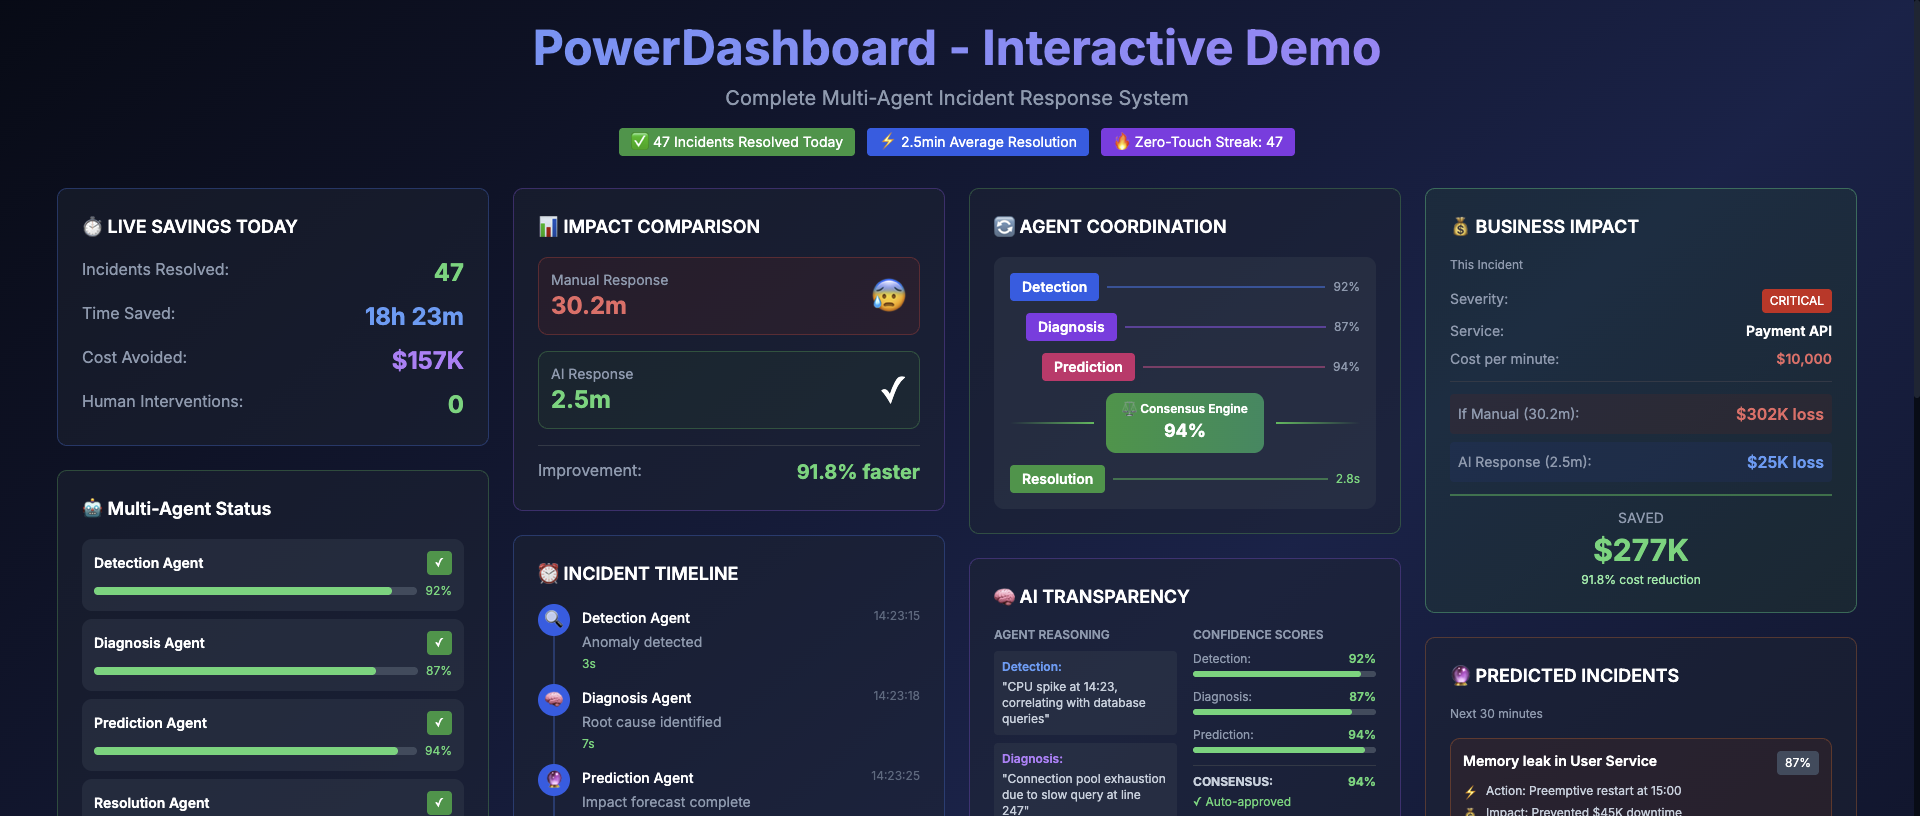 PowerDashboard - Interactive Demo
Complete Multi-Agent Incident Response System
✅ 47 Incidents Resolved Today
⚡ 2.5min Average Resolution
🔥 Zero-Touch Streak: 47
⏱️ LIVE SAVINGS TODAY
Incidents Resolved: 47
Time Saved: 18h 23m
Cost Avoided: $157K
Human Interventions: 0
🤖 Multi-Agent Status
Detection Agent ✓
92%
Diagnosis Agent ✓
87%
Prediction Agent ✓
94%
Resolution Agent ✓
📊 IMPACT COMPARISON
Manual Response
30.2m
AI Response
2.5m
Improvement: 91.8% faster
⏰ INCIDENT TIMELINE
Detection Agent 14:23:15
Anomaly detected
3s
Diagnosis Agent 14:23:18
Root cause identified
7s
Prediction Agent 14:23:25
Impact forecast complete
🔄 AGENT COORDINATION
Detection 92%
Diagnosis 87%
Prediction 94%
Consensus Engine
94%
Resolution 2.8s
🧠 AI TRANSPARENCY
AGENT REASONING
Detection:
"CPU spike at 14:23,
correlating with database
queries"
Diagnosis:
"Connection pool exhaustion
due to slow query at line
247"
CONFIDENCE SCORES
Detection: 92%
Diagnosis: 87%
Prediction: 94%
CONSENSUS: 94%
✓ Auto-approved
💰 BUSINESS IMPACT
This Incident
Severity: CRITICAL
Service: Payment API
Cost per minute: $10,000
If Manual (30.2m): $302K loss
AI Response (2.5m): $25K loss
SAVED
$277K
91.8% cost reduction
🔮 PREDICTED INCIDENTS
Next 30 minutes
Memory leak in User Service 87%
⚡ Action: Preemptive restart at 15:00
💰 Impact: Prevented $45K downtime